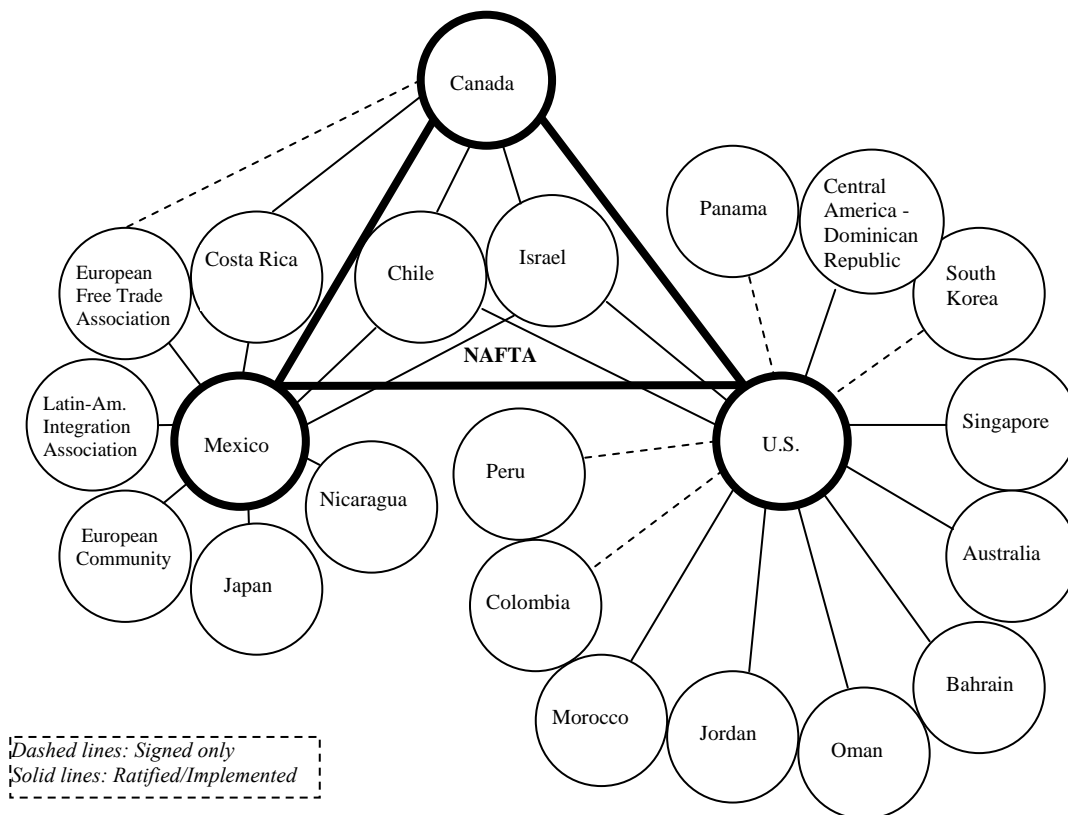 Canada
Panama
Central
America -
Dominican
Republic
European
Free Trade
Association
Costa Rica
Chile
Israel
South
Korea
NAFTA
Latin-Am.
Integration
Association
Mexico
U.S.
Singapore
Peru
Nicaragua
European
Community
Japan
Colombia
Australia
Morocco
Jordan
Oman
Bahrain
Dashed lines: Signed only
Solid lines: Ratified/Implemented